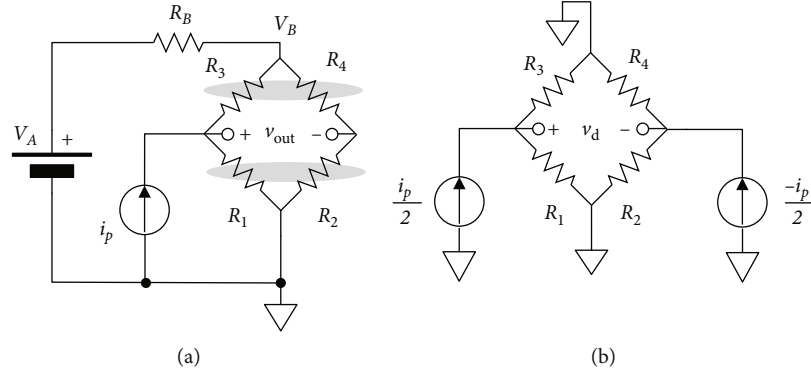 R_B
V_B
R_3
R_4
V_A
+
+
v_out
−
i_p
R_1
R_2
(a)
R_3
R_4
+
v_d
−
i_p/2
−i_p/2
R_1
R_2
(b)